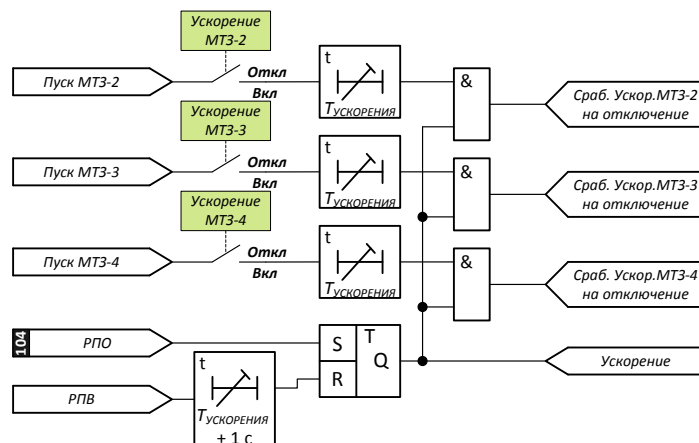 Ускорение
МТЗ-2
Пуск МТЗ-2
Откл
Вкл
t
TУСКОРЕНИЯ
&
Сраб. Ускор.МТЗ-2
на отключение
Ускорение
МТЗ-3
Пуск МТЗ-3
Откл
Вкл
t
TУСКОРЕНИЯ
&
Сраб. Ускор.МТЗ-3
на отключение
Ускорение
МТЗ-4
Пуск МТЗ-4
Откл
Вкл
t
TУСКОРЕНИЯ
&
Сраб. Ускор.МТЗ-4
на отключение
104
РПО
S
T
Q
R
Ускорение
РПВ
t
TУСКОРЕНИЯ
+ 1 с